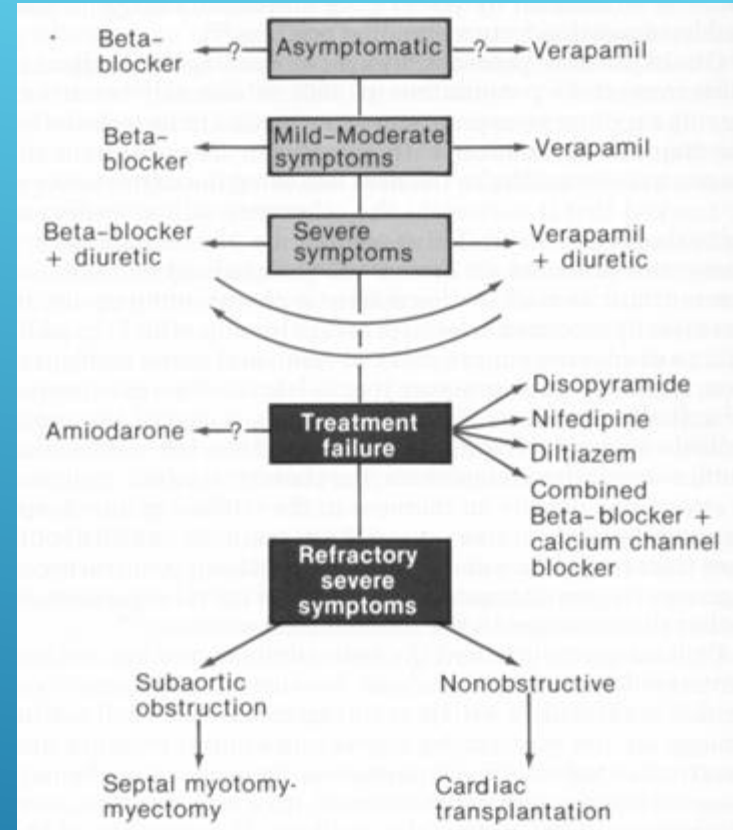 Beta-
blocker
?
Asymptomatic
?
Verapamil
Beta-
blocker
Mild-Moderate
symptoms
Verapamil
Beta-blocker
+ diuretic
Severe
symptoms
Verapamil
+ diuretic
Amiodarone
?
Treatment
failure
Disopyramide
Nifedipine
Diltiazem
Combined
Beta-blocker +
calcium channel
blocker
Refractory
severe
symptoms
Subaortic
obstruction
Nonobstructive
Septal myotomy-
myectomy
Cardiac
transplantation